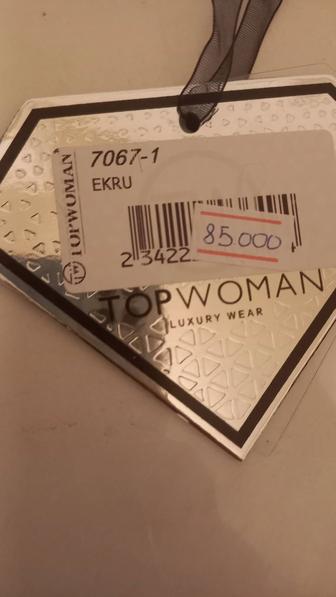 7067-1
EKRU
TOPWOMAN
85.000
2 3422
TOPWOMAN
LUXURY WEAR